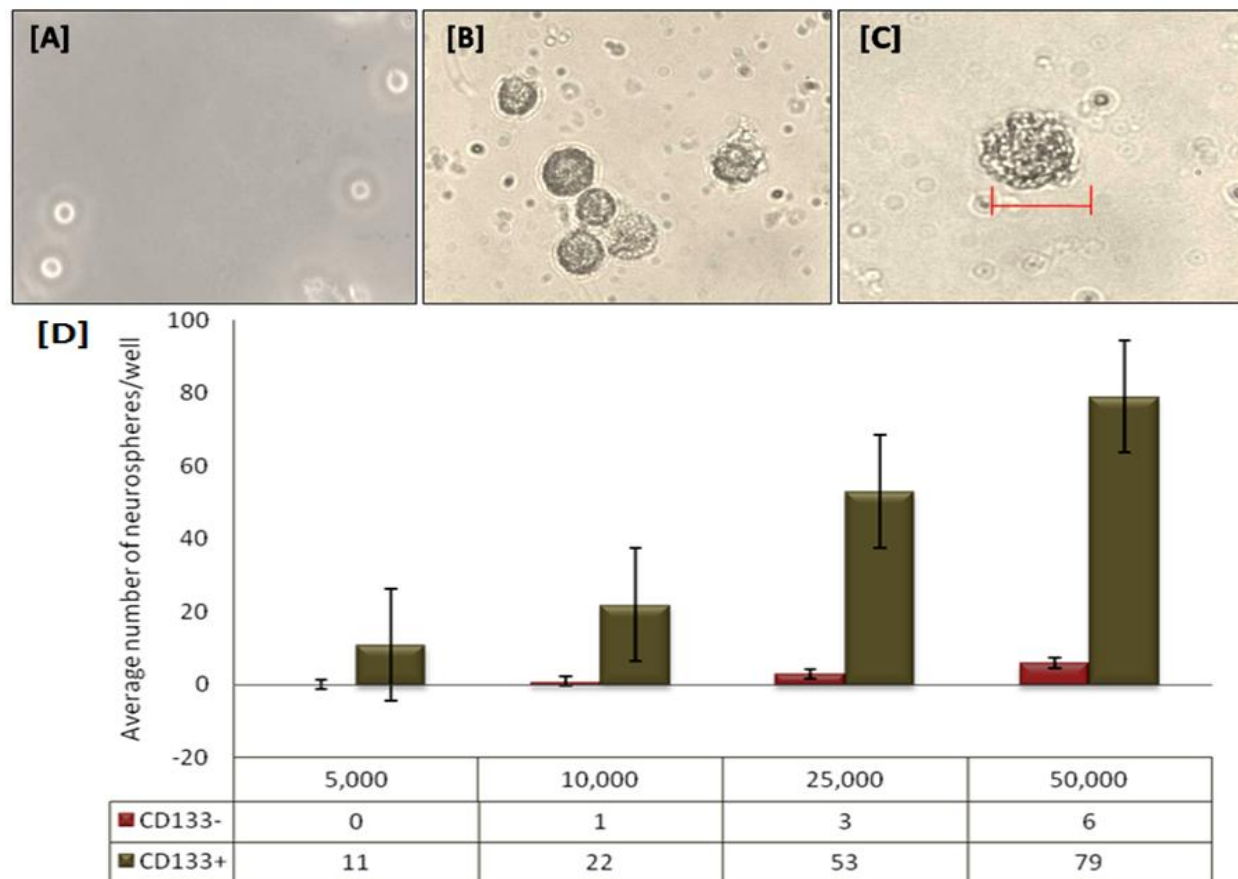 [A]
[B]
[C]
[D]
Average number of neurospheres/well
100
80
60
40
20
0
-20
5,000 10,000 25,000 50,000
CD133- 0 1 3 6
CD133+ 11 22 53 79